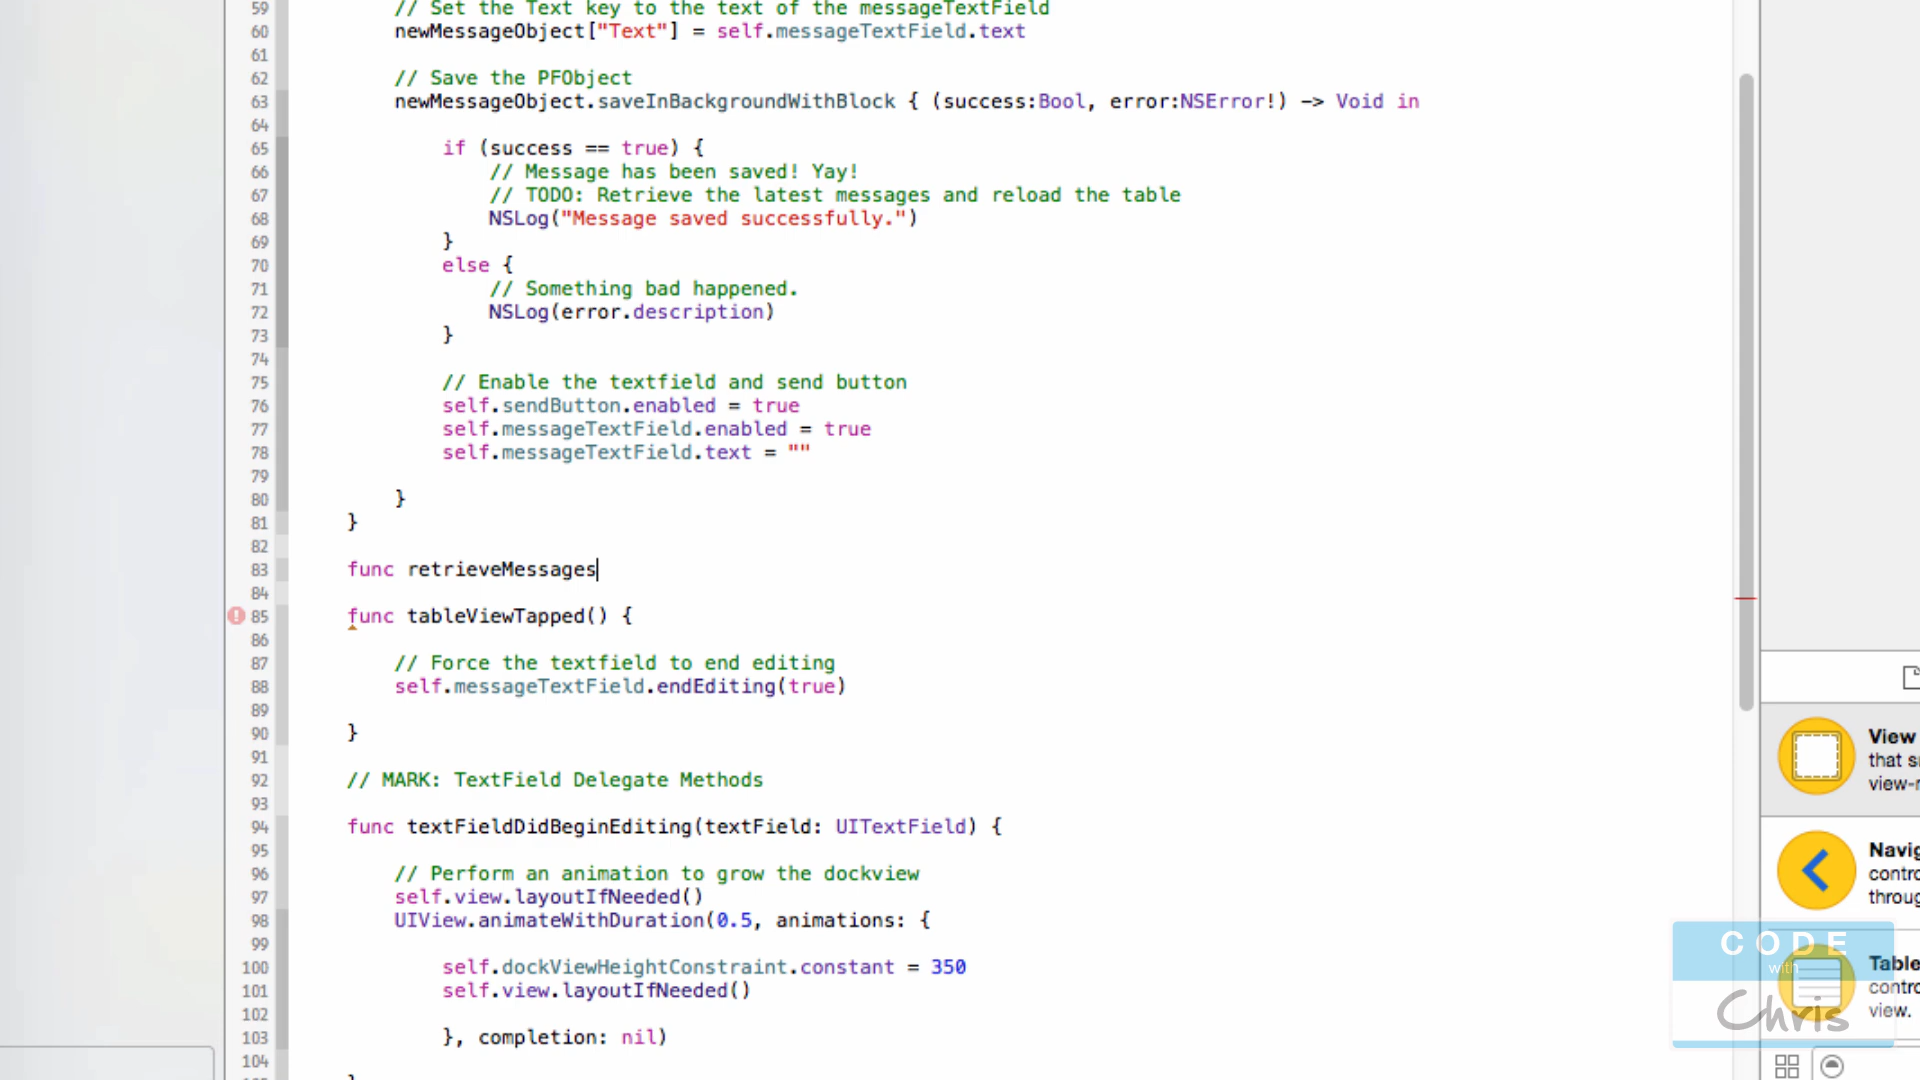 59 // Set the Text key to the text of the messageTextField
60 newMessageObject["Text"] = self.messageTextField.text
61
62 // Save the PFObject
63 newMessageObject.saveInBackgroundWithBlock { (success:Bool, error:NSError!) -> Void in
64
65 if (success == true) {
66 // Message has been saved! Yay!
67 // TODO: Retrieve the latest messages and reload the table
68 NSLog("Message saved successfully.")
69 }
70 else {
71 // Something bad happened.
72 NSLog(error.description)
73 }
74
75 // Enable the textfield and send button
76 self.sendButton.enabled = true
77 self.messageTextField.enabled = true
78 self.messageTextField.text = ""
79
80 }
81 }
82
83 func retrieveMessages
84
85 func tableViewTapped() {
86
87 // Force the textfield to end editing
88 self.messageTextField.endEditing(true)
89
90 }
91
92 // MARK: TextField Delegate Methods
93
94 func textFieldDidBeginEditing(textField: UITextField) {
95
96 // Perform an animation to grow the dockview
97 self.view.layoutIfNeeded()
98 UIView.animateWithDuration(0.5, animations: {
99
100 self.dockViewHeightConstraint.constant = 350
101 self.view.layoutIfNeeded()
102
103 }, completion: nil)
104
View
that
view-
Navig
contro
throug
Table
contro
view.
CODE
with
Chris